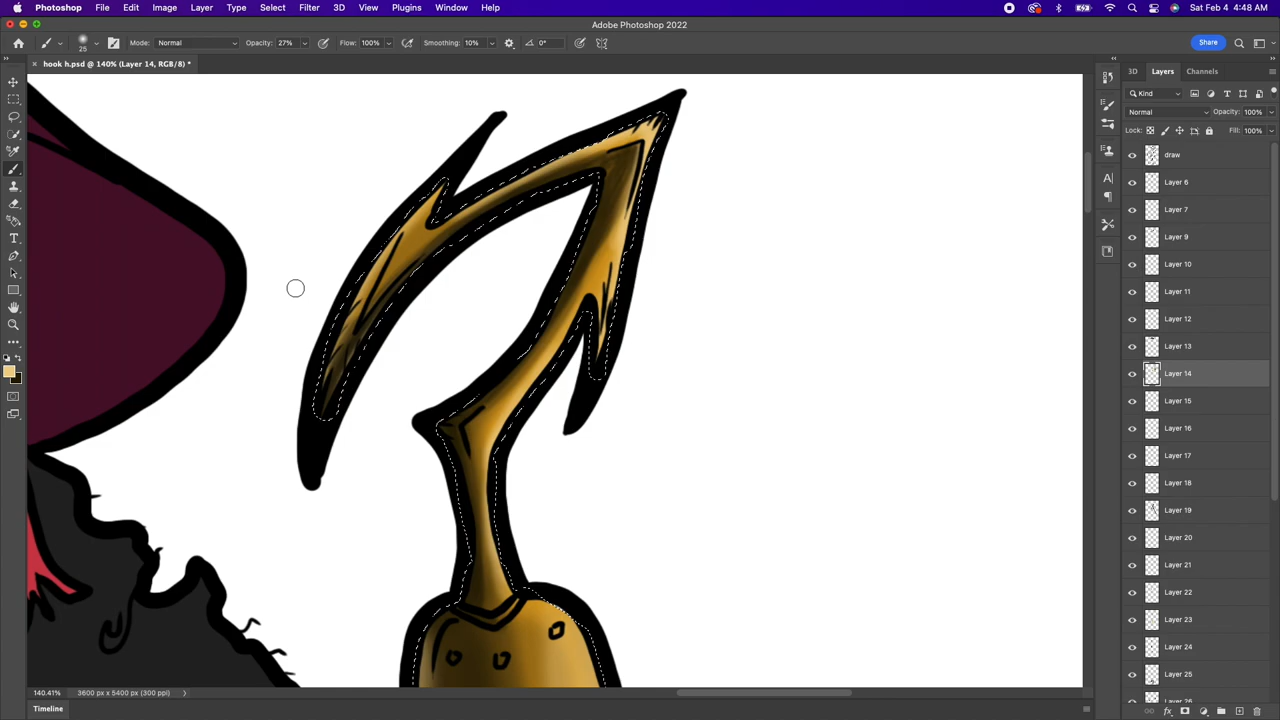 Photoshop File Edit Image Layer Type Select Filter 3D View Plugins Window Help Sat Feb 4 4:48 AM
Adobe Photoshop 2022
25 Mode: Normal Opacity: 27% Flow: 100% Smoothing: 10% 0° Share
hook h.psd @ 140% (Layer 14, RGB/8) *
3D Layers Channels
Kind
Normal Opacity: 100%
Lock: Fill: 100%
draw
Layer 6
Layer 7
Layer 9
Layer 10
Layer 11
Layer 12
Layer 13
Layer 14
Layer 15
Layer 16
Layer 17
Layer 18
Layer 19
Layer 20
Layer 21
Layer 22
Layer 23
Layer 24
Layer 25
Layer 26
140.41% 3600 px x 5400 px (300 ppi)
Timeline